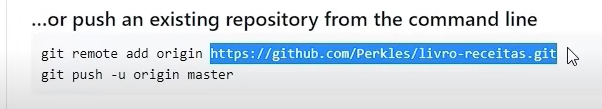 ...or push an existing repository from the command line
git remote add origin https://github.com/Perkles/livro-receitas.git
git push -u origin master